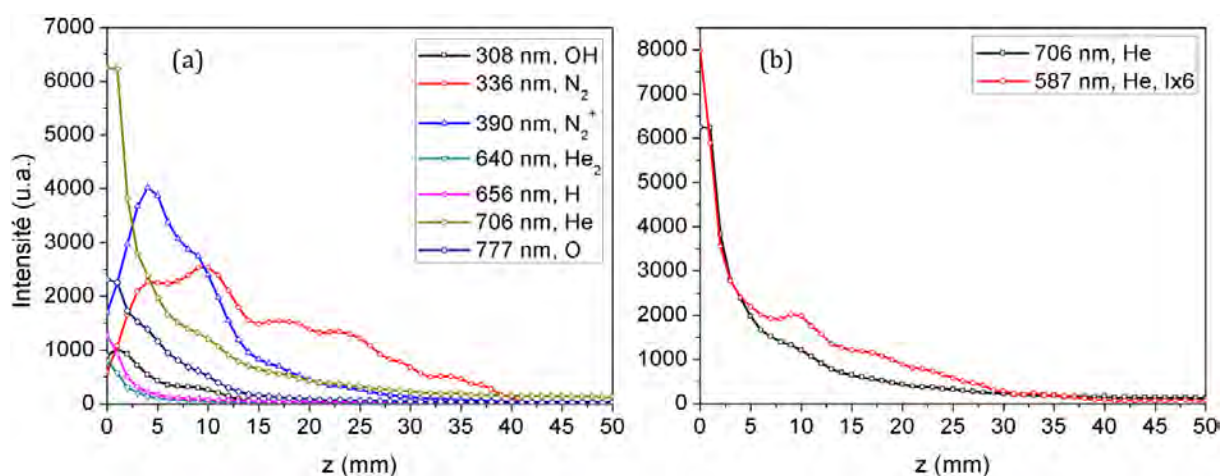 (a)
7000
6000
5000
4000
3000
2000
1000
0
Intensité (u.a.)
308 nm, OH
336 nm, N₂
390 nm, N₂⁺
640 nm, He₂
656 nm, H
706 nm, He
777 nm, O
0 5 10 15 20 25 30 35 40 45 50
z (mm)
(b)
8000
7000
6000
5000
4000
3000
2000
1000
0
706 nm, He
587 nm, He, Ix6
0 5 10 15 20 25 30 35 40 45 50
z (mm)